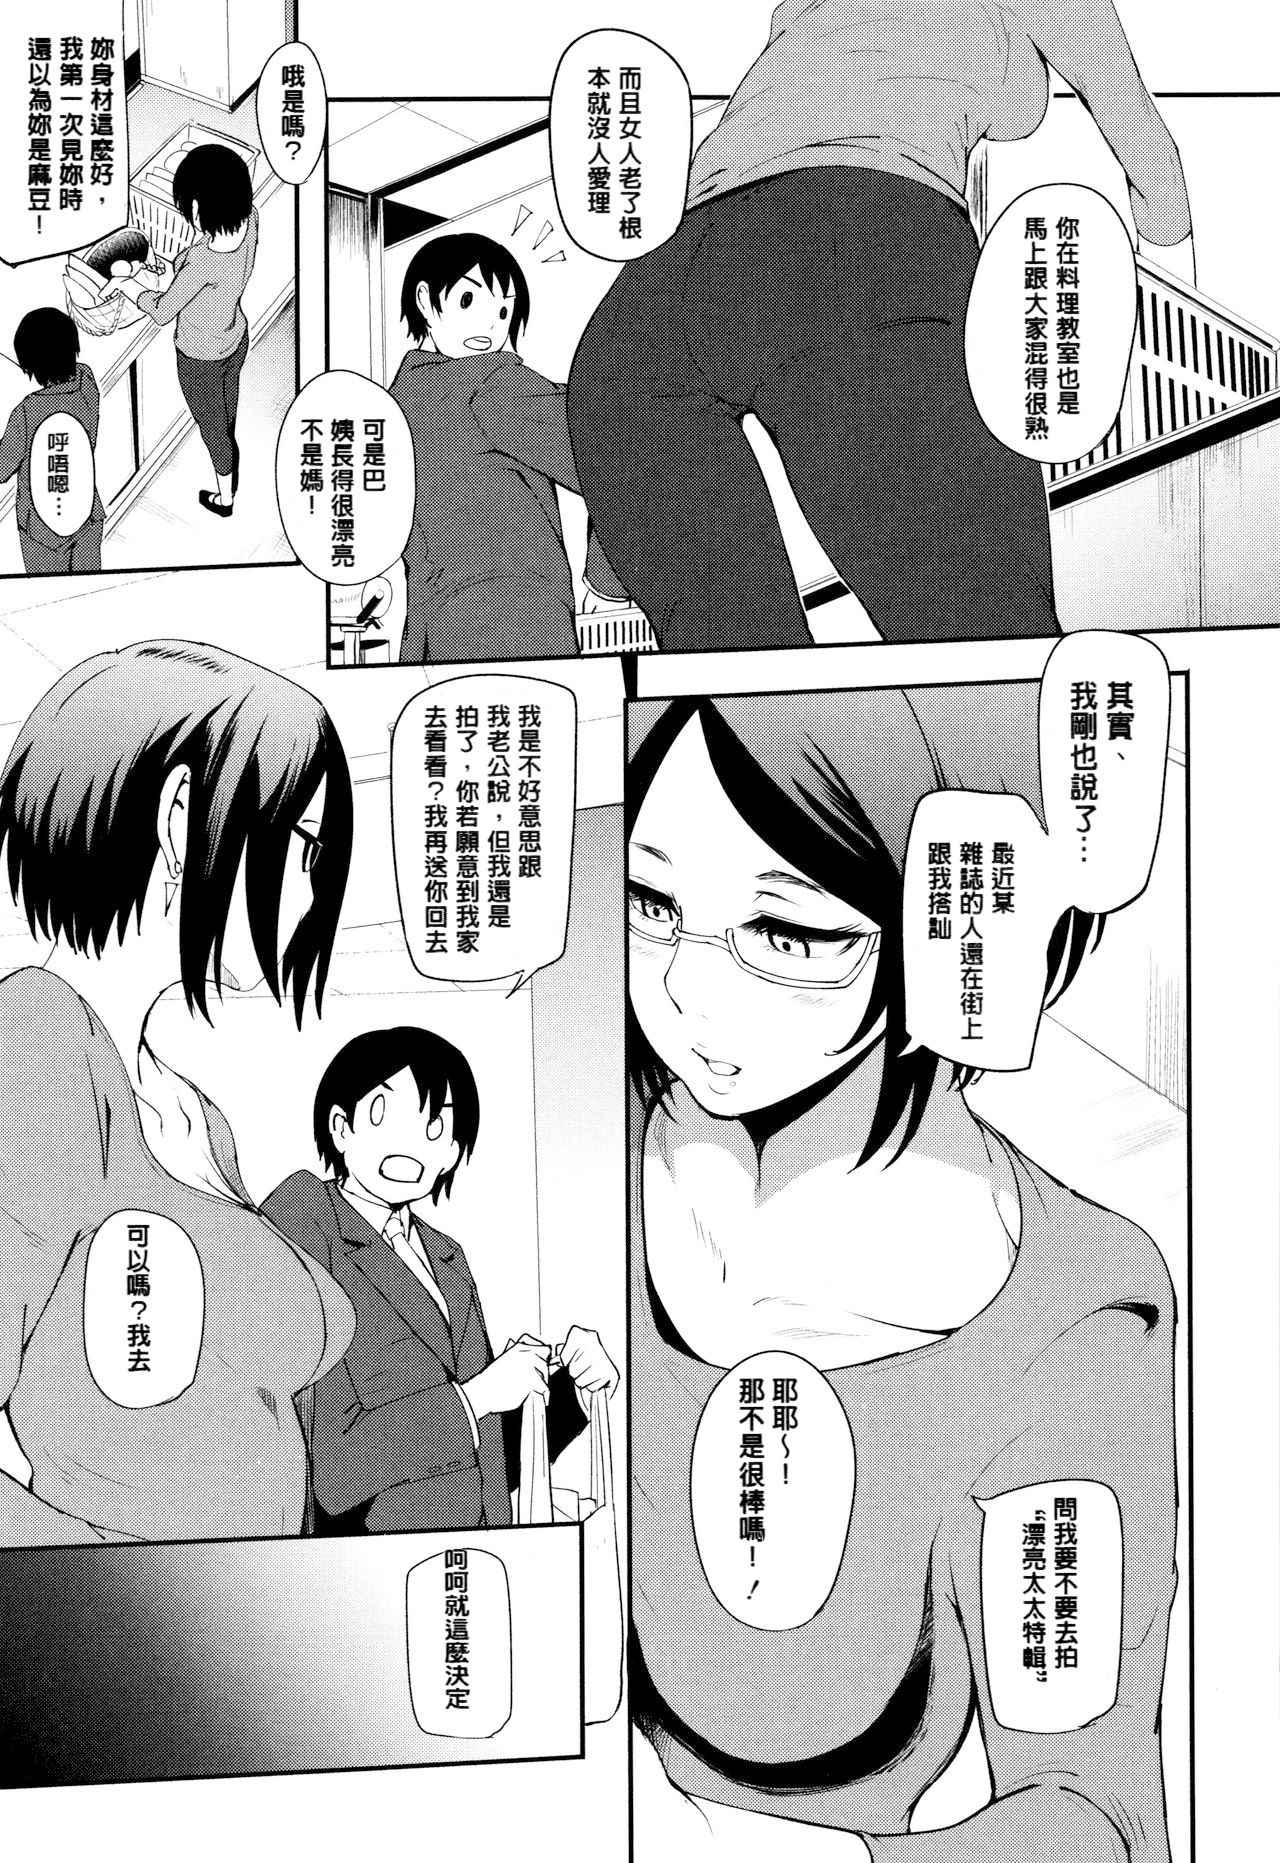 你在料理教室也是
馬上跟大家混得很熟
而且女人老了根
本就沒人愛理
可是巴
姨長得很漂亮
不是嗎！
哦是嗎？
妳身材這麼好，
我第一次見妳時
還以為妳是麻豆！
呼唔嗯…
其實、
我剛也說了…
最近某
雜誌的人還在街上
跟我搭訕
問我要不要去拍
“漂亮太太特輯”
耶耶～！
那不是很棒嗎！！
我是不好意思跟
我老公說，但我還是
拍了，你若願意到我家
去看看？我再送你回去
可以嗎？我去
呵呵就這麼決定